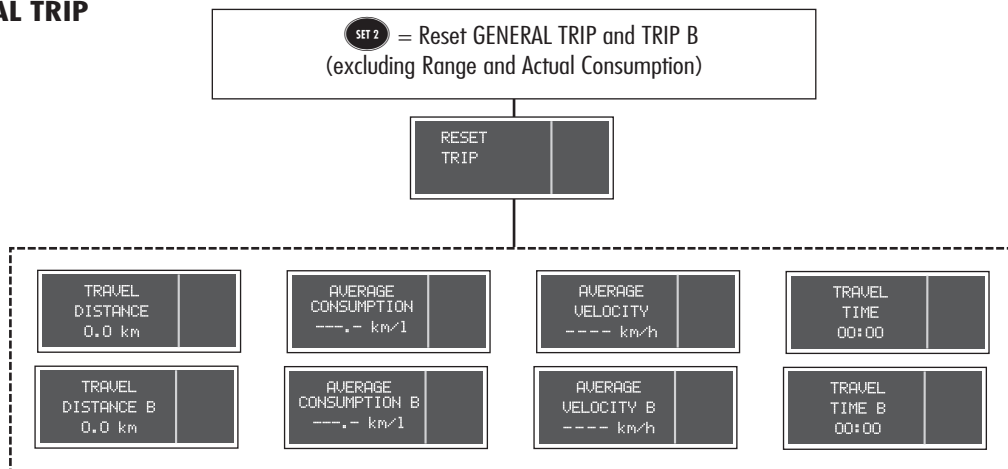 AL TRIP
SET 2 = Reset GENERAL TRIP and TRIP B
(excluding Range and Actual Consumption)
RESET
TRIP
TRAVEL
DISTANCE
0.0 km
AVERAGE
CONSUMPTION
---.- km/l
AVERAGE
VELOCITY
---- km/h
TRAVEL
TIME
00:00
TRAVEL
DISTANCE B
0.0 km
AVERAGE
CONSUMPTION B
---.- km/l
AVERAGE
VELOCITY B
---- km/h
TRAVEL
TIME B
00:00